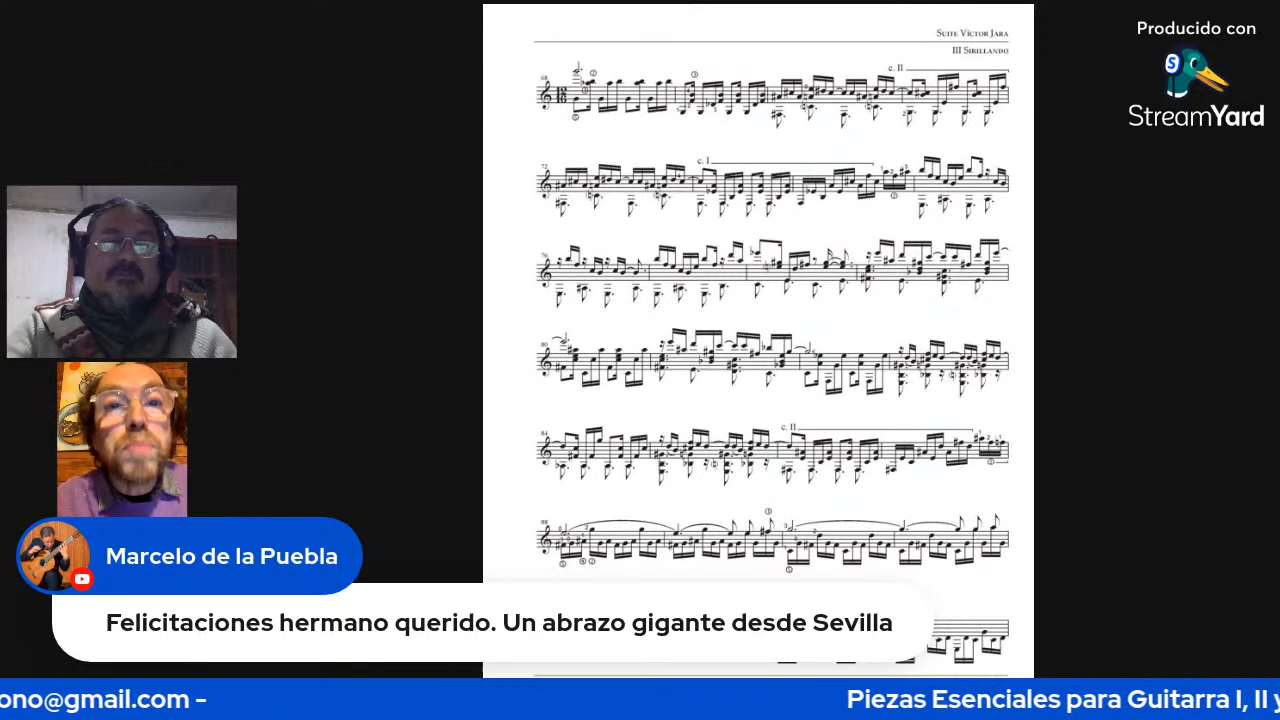 Producido con
StreamYard
SUITE VÍCTOR JARA
III SIRILLANDO
c. II
c. I
c. II
Marcelo de la Puebla
Felicitaciones hermano querido. Un abrazo gigante desde Sevilla
ono@gmail.com -
Piezas Esenciales para Guitarra I, II y